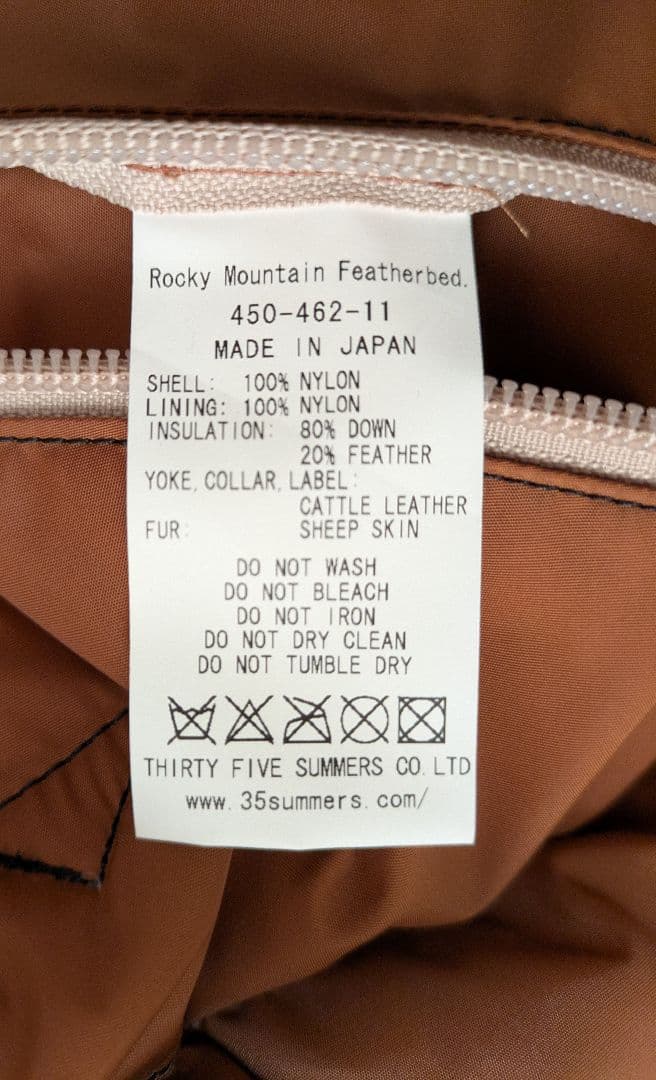 Rocky Mountain Featherbed.
450-462-11
MADE IN JAPAN
SHELL: 100% NYLON
LINING: 100% NYLON
INSULATION: 80% DOWN
20% FEATHER
YOKE, COLLAR, LABEL:
CATTLE LEATHER
FUR: SHEEP SKIN
DO NOT WASH
DO NOT BLEACH
DO NOT IRON
DO NOT DRY CLEAN
DO NOT TUMBLE DRY
THIRTY FIVE SUMMERS CO. LTD
www. 35summers. com/